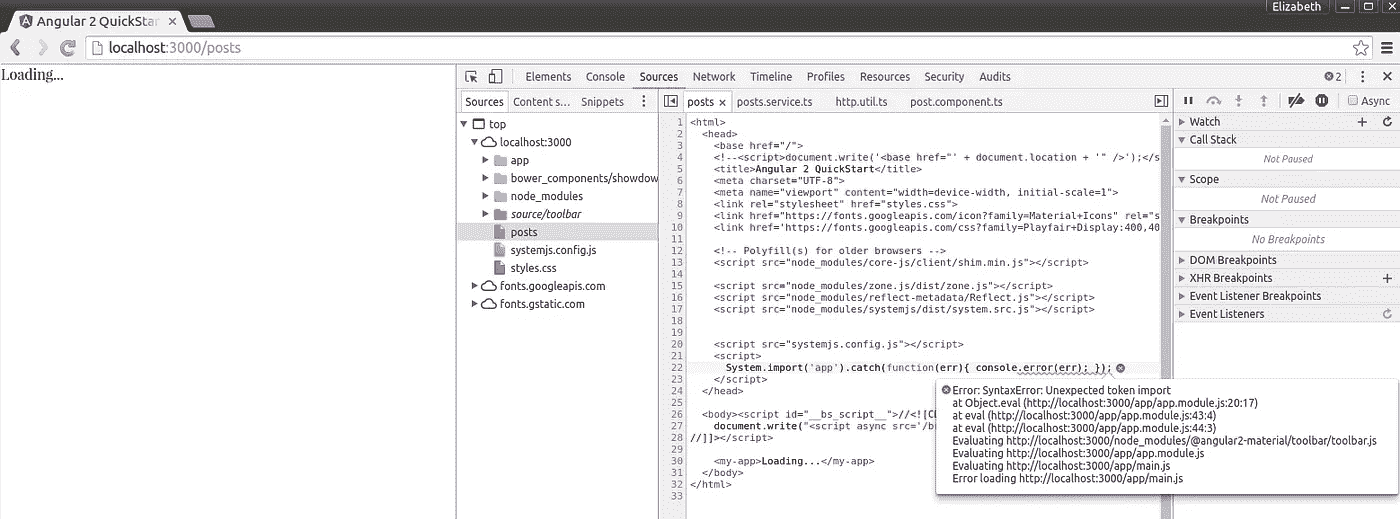 Elizabeth
Angular 2 QuickStar
localhost:3000/posts
Loading...
Elements Console Sources Network Timeline Profiles Resources Security Audits 2
Sources Content s... Snippets
posts posts.service.ts http.util.ts post.component.ts
Async
top
localhost:3000
app
bower_components/showdow
node_modules
source/toolbar
posts
systemjs.config.js
styles.css
fonts.googleapis.com
fonts.gstatic.com
1 <html>
2 <head>
3 <base href="/">
4 <!--<script>document.write('<base href="' + document.location + '" />');</s
5 <title>Angular 2 QuickStart</title>
6 <meta charset="UTF-8">
7 <meta name="viewport" content="width=device-width, initial-scale=1">
8 <link rel="stylesheet" href="styles.css">
9 <link href="https://fonts.googleapis.com/icon?family=Material+Icons" rel="s
10 <link href='https://fonts.googleapis.com/css?family=Playfair+Display:400,40
11
12 <!-- Polyfill(s) for older browsers -->
13 <script src="node_modules/core-js/client/shim.min.js"></script>
14
15 <script src="node_modules/zone.js/dist/zone.js"></script>
16 <script src="node_modules/reflect-metadata/Reflect.js"></script>
17 <script src="node_modules/systemjs/dist/system.src.js"></script>
18
19
20 <script src="systemjs.config.js"></script>
21 <script>
22 System.import('app').catch(function(err){ console.error(err); });
23 </script>
24 </head>
25
26 <body><script id="__bs_script__">//<![C
27 document.write("<script async src='/b
28 //]]></script>
29
30 <my-app>Loading...</my-app>
31 </body>
32 </html>
33
Error: SyntaxError: Unexpected token import
at Object.eval (http://localhost:3000/app/app.module.js:20:17)
at eval (http://localhost:3000/app/app.module.js:43:4)
at eval (http://localhost:3000/app/app.module.js:44:3)
Evaluating http://localhost:3000/node_modules/@angular2-material/toolbar/toolbar.js
Evaluating http://localhost:3000/app/app.module.js
Evaluating http://localhost:3000/app/main.js
Error loading http://localhost:3000/app/main.js
Watch
Call Stack
Not Paused
Scope
Not Paused
Breakpoints
No Breakpoints
DOM Breakpoints
XHR Breakpoints
Event Listener Breakpoints
Event Listeners